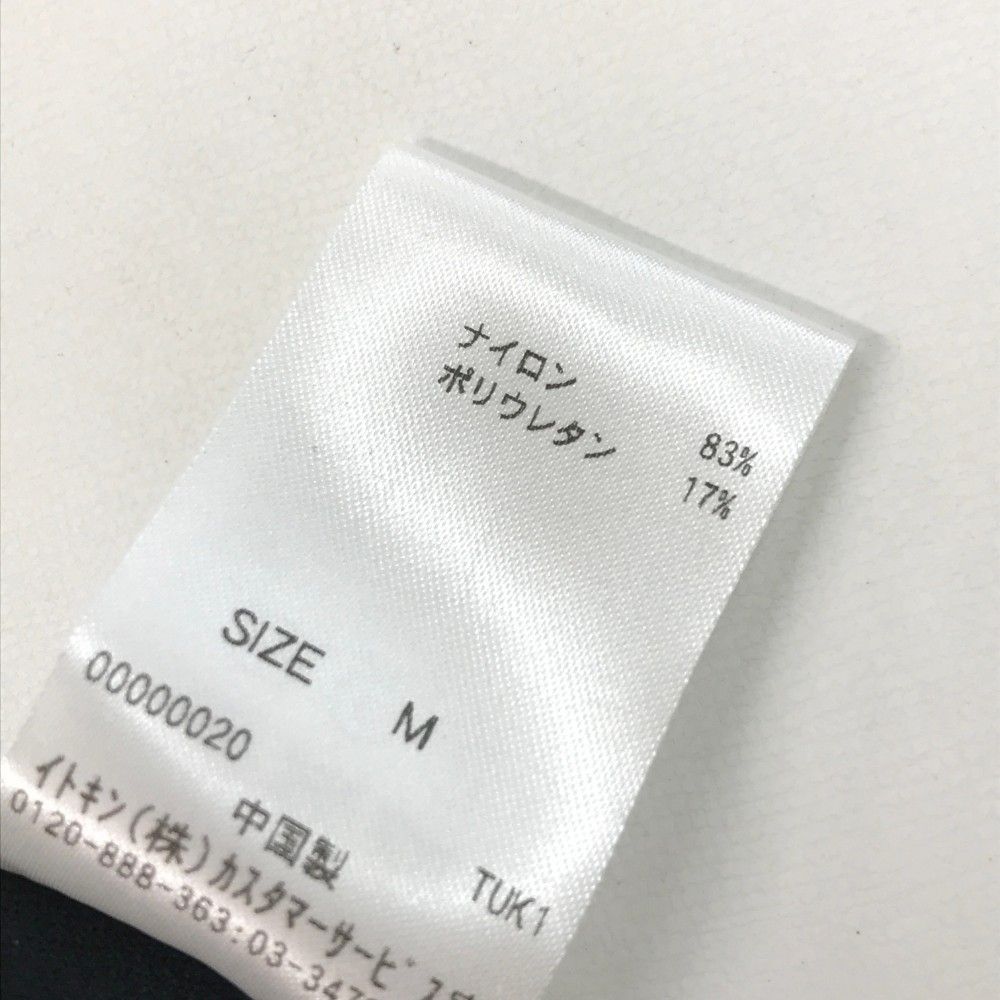 ナイロン 83%
ポリウレタン 17%
SIZE M
00000020
中国製 TUK1
イトキン(株)カスタマーサービス
0120-888-363:03-347